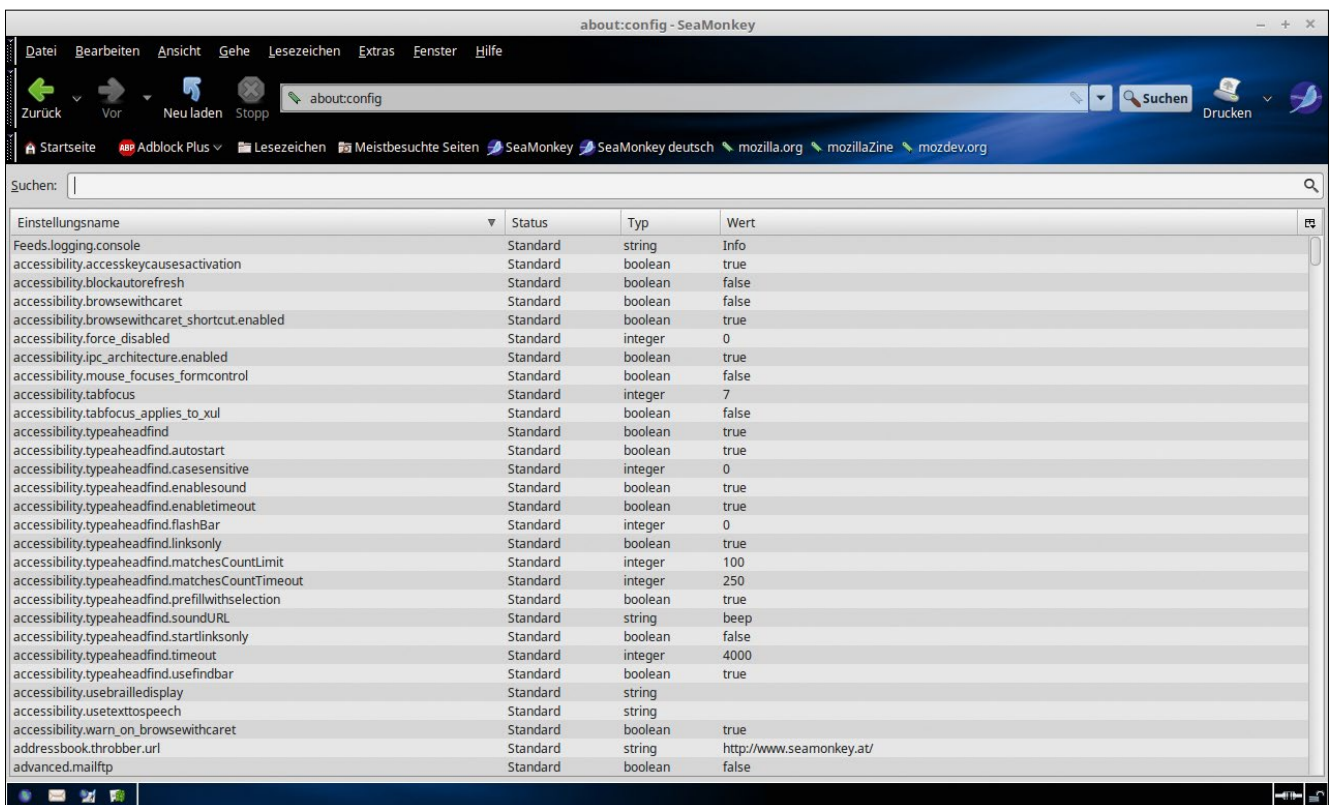 about:config - SeaMonkey
Datei Bearbeiten Ansicht Gehe Lesezeichen Extras Fenster Hilfe
Zurück Vor Neu laden Stopp about:config Suchen Drucken
Startseite ABP Adblock Plus Lesezeichen Meistbesuchte Seiten SeaMonkey SeaMonkey deutsch mozilla.org mozillaZine mozdev.org
Suchen:
Einstellungsname Status Typ Wert
Feeds.logging.console Standard string Info
accessibility.accesskeycausesactivation Standard boolean true
accessibility.blockautorefresh Standard boolean false
accessibility.browsewithcaret Standard boolean false
accessibility.browsewithcaret_shortcut.enabled Standard boolean true
accessibility.force_disabled Standard integer 0
accessibility.ipc_architecture.enabled Standard boolean true
accessibility.mouse_focuses_formcontrol Standard boolean false
accessibility.tabfocus Standard integer 7
accessibility.tabfocus_applies_to_xul Standard boolean false
accessibility.typeaheadfind Standard boolean true
accessibility.typeaheadfind.autostart Standard boolean true
accessibility.typeaheadfind.casesensitive Standard integer 0
accessibility.typeaheadfind.enablesound Standard boolean true
accessibility.typeaheadfind.enabletimeout Standard boolean true
accessibility.typeaheadfind.flashBar Standard integer 0
accessibility.typeaheadfind.linksonly Standard boolean true
accessibility.typeaheadfind.matchesCountLimit Standard integer 100
accessibility.typeaheadfind.matchesCountTimeout Standard integer 250
accessibility.typeaheadfind.prefillwithselection Standard boolean true
accessibility.typeaheadfind.soundURL Standard string beep
accessibility.typeaheadfind.startlinksonly Standard boolean false
accessibility.typeaheadfind.timeout Standard integer 4000
accessibility.typeaheadfind.usefindbar Standard boolean true
accessibility.usebrailledisplay Standard string
accessibility.usetexttospeech Standard string
accessibility.warn_on_browsewithcaret Standard boolean true
addressbook.throbber.url Standard string http://www.seamonkey.at/
advanced.mailftp Standard boolean false